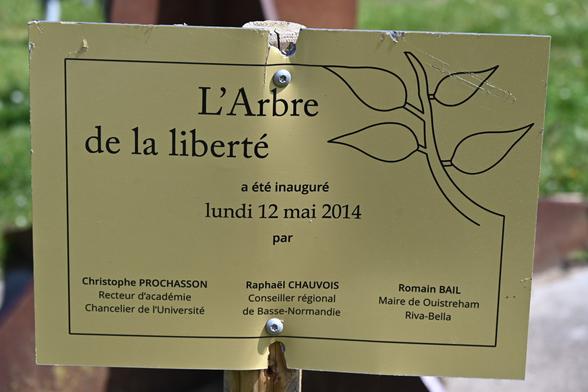 L'Arbre
de la liberté
a été inauguré
lundi 12 mai 2014
par
Christophe PROCHASSON
Recteur d'académie
Chancelier de l'Université
Raphaël CHAUVOIS
Conseiller régional
de Basse-Normandie
Romain BAIL
Maire de Ouistreham
Riva-Bella